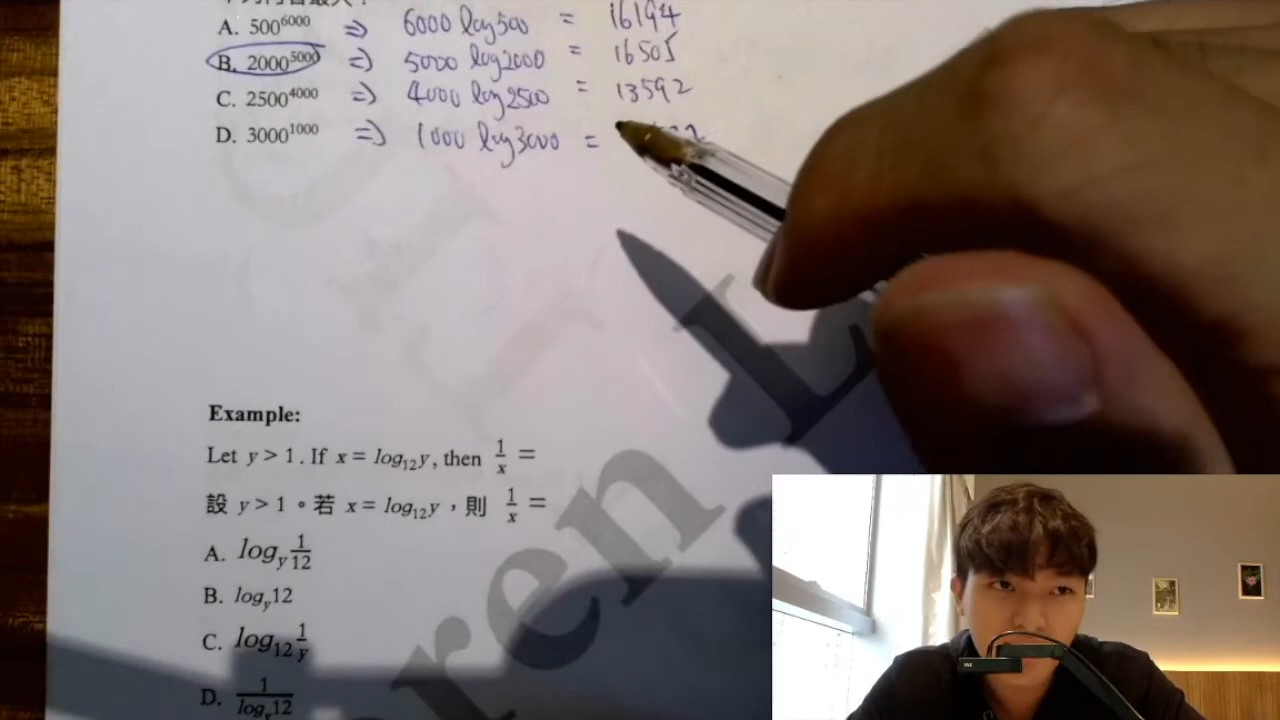 A. 500^6000 ⇒ 6000 log500 = 16194
B. 2000^5000 ⇒ 5000 log2000 = 16505
C. 2500^4000 ⇒ 4000 log2500 = 13592
D. 3000^1000 ⇒ 1000 log3000 =
Example:
Let y > 1. If x = log₁₂y, then 1/x =
設 y > 1。若 x = log₁₂y，則 1/x =
A. log_y 1/12
B. log_y 12
C. log₁₂ 1/y
D. 1/log_y 12